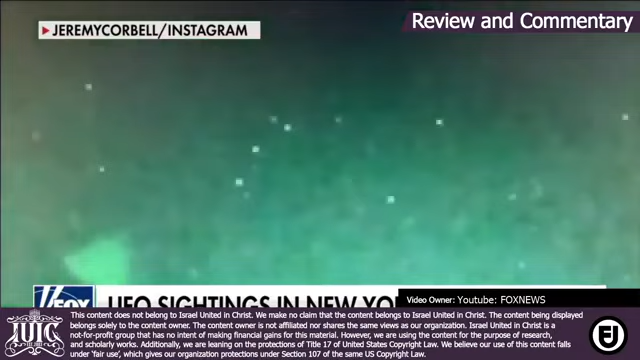 JEREMYCORBELL/INSTAGRAM
Review and Commentary
FOX
UFO SIGHTINGS IN NEW YO
Video Owner: Youtube: FOXNEWS
IUIC
This content does not belong to Israel United in Christ. We make no claim that the content belongs to Israel United in Christ. The content being displayed
belongs solely to the content owner. The content owner is not affiliated nor shares the same views as our organization. Israel United in Christ is a
not-for-profit group that has no intent of making financial gains for this material. However, we are using the content for the purpose of research,
and scholarly works. Additionally, we are leaning on the protections of Title 17 of United States Copyright Law. We believe our use of this content falls
under 'fair use', which gives our organization protections under Section 107 of the same US Copyright Law.